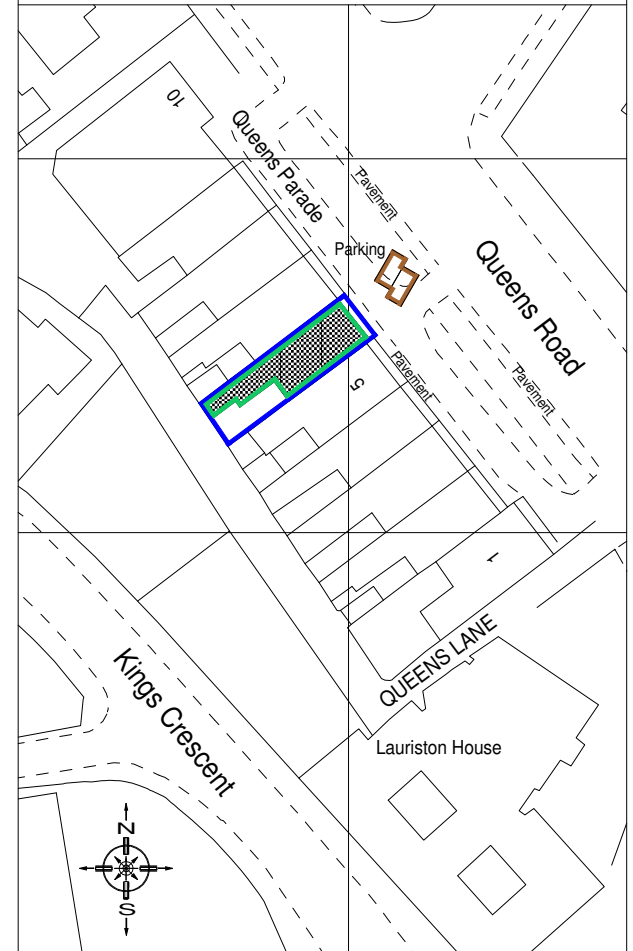 10
Queens Parade
Pavement
Parking
Queens Road
Pavement
5
Pavement
1
QUEENS LANE
Kings Crescent
Lauriston House
N
S